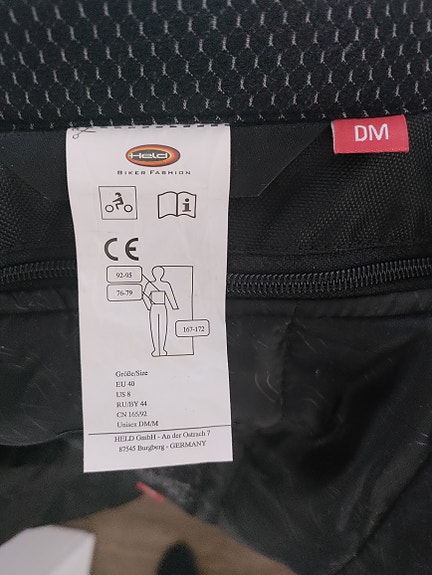 Held
BIKER FASHION
DM
i
CE
92-95
76-79
167-172
Größe/Size
EU 40
US 8
RU/BY 44
CN 165/92
Unisex DM/M
HELD GmbH - An der Ostrach 7
87545 Burgberg - GERMANY